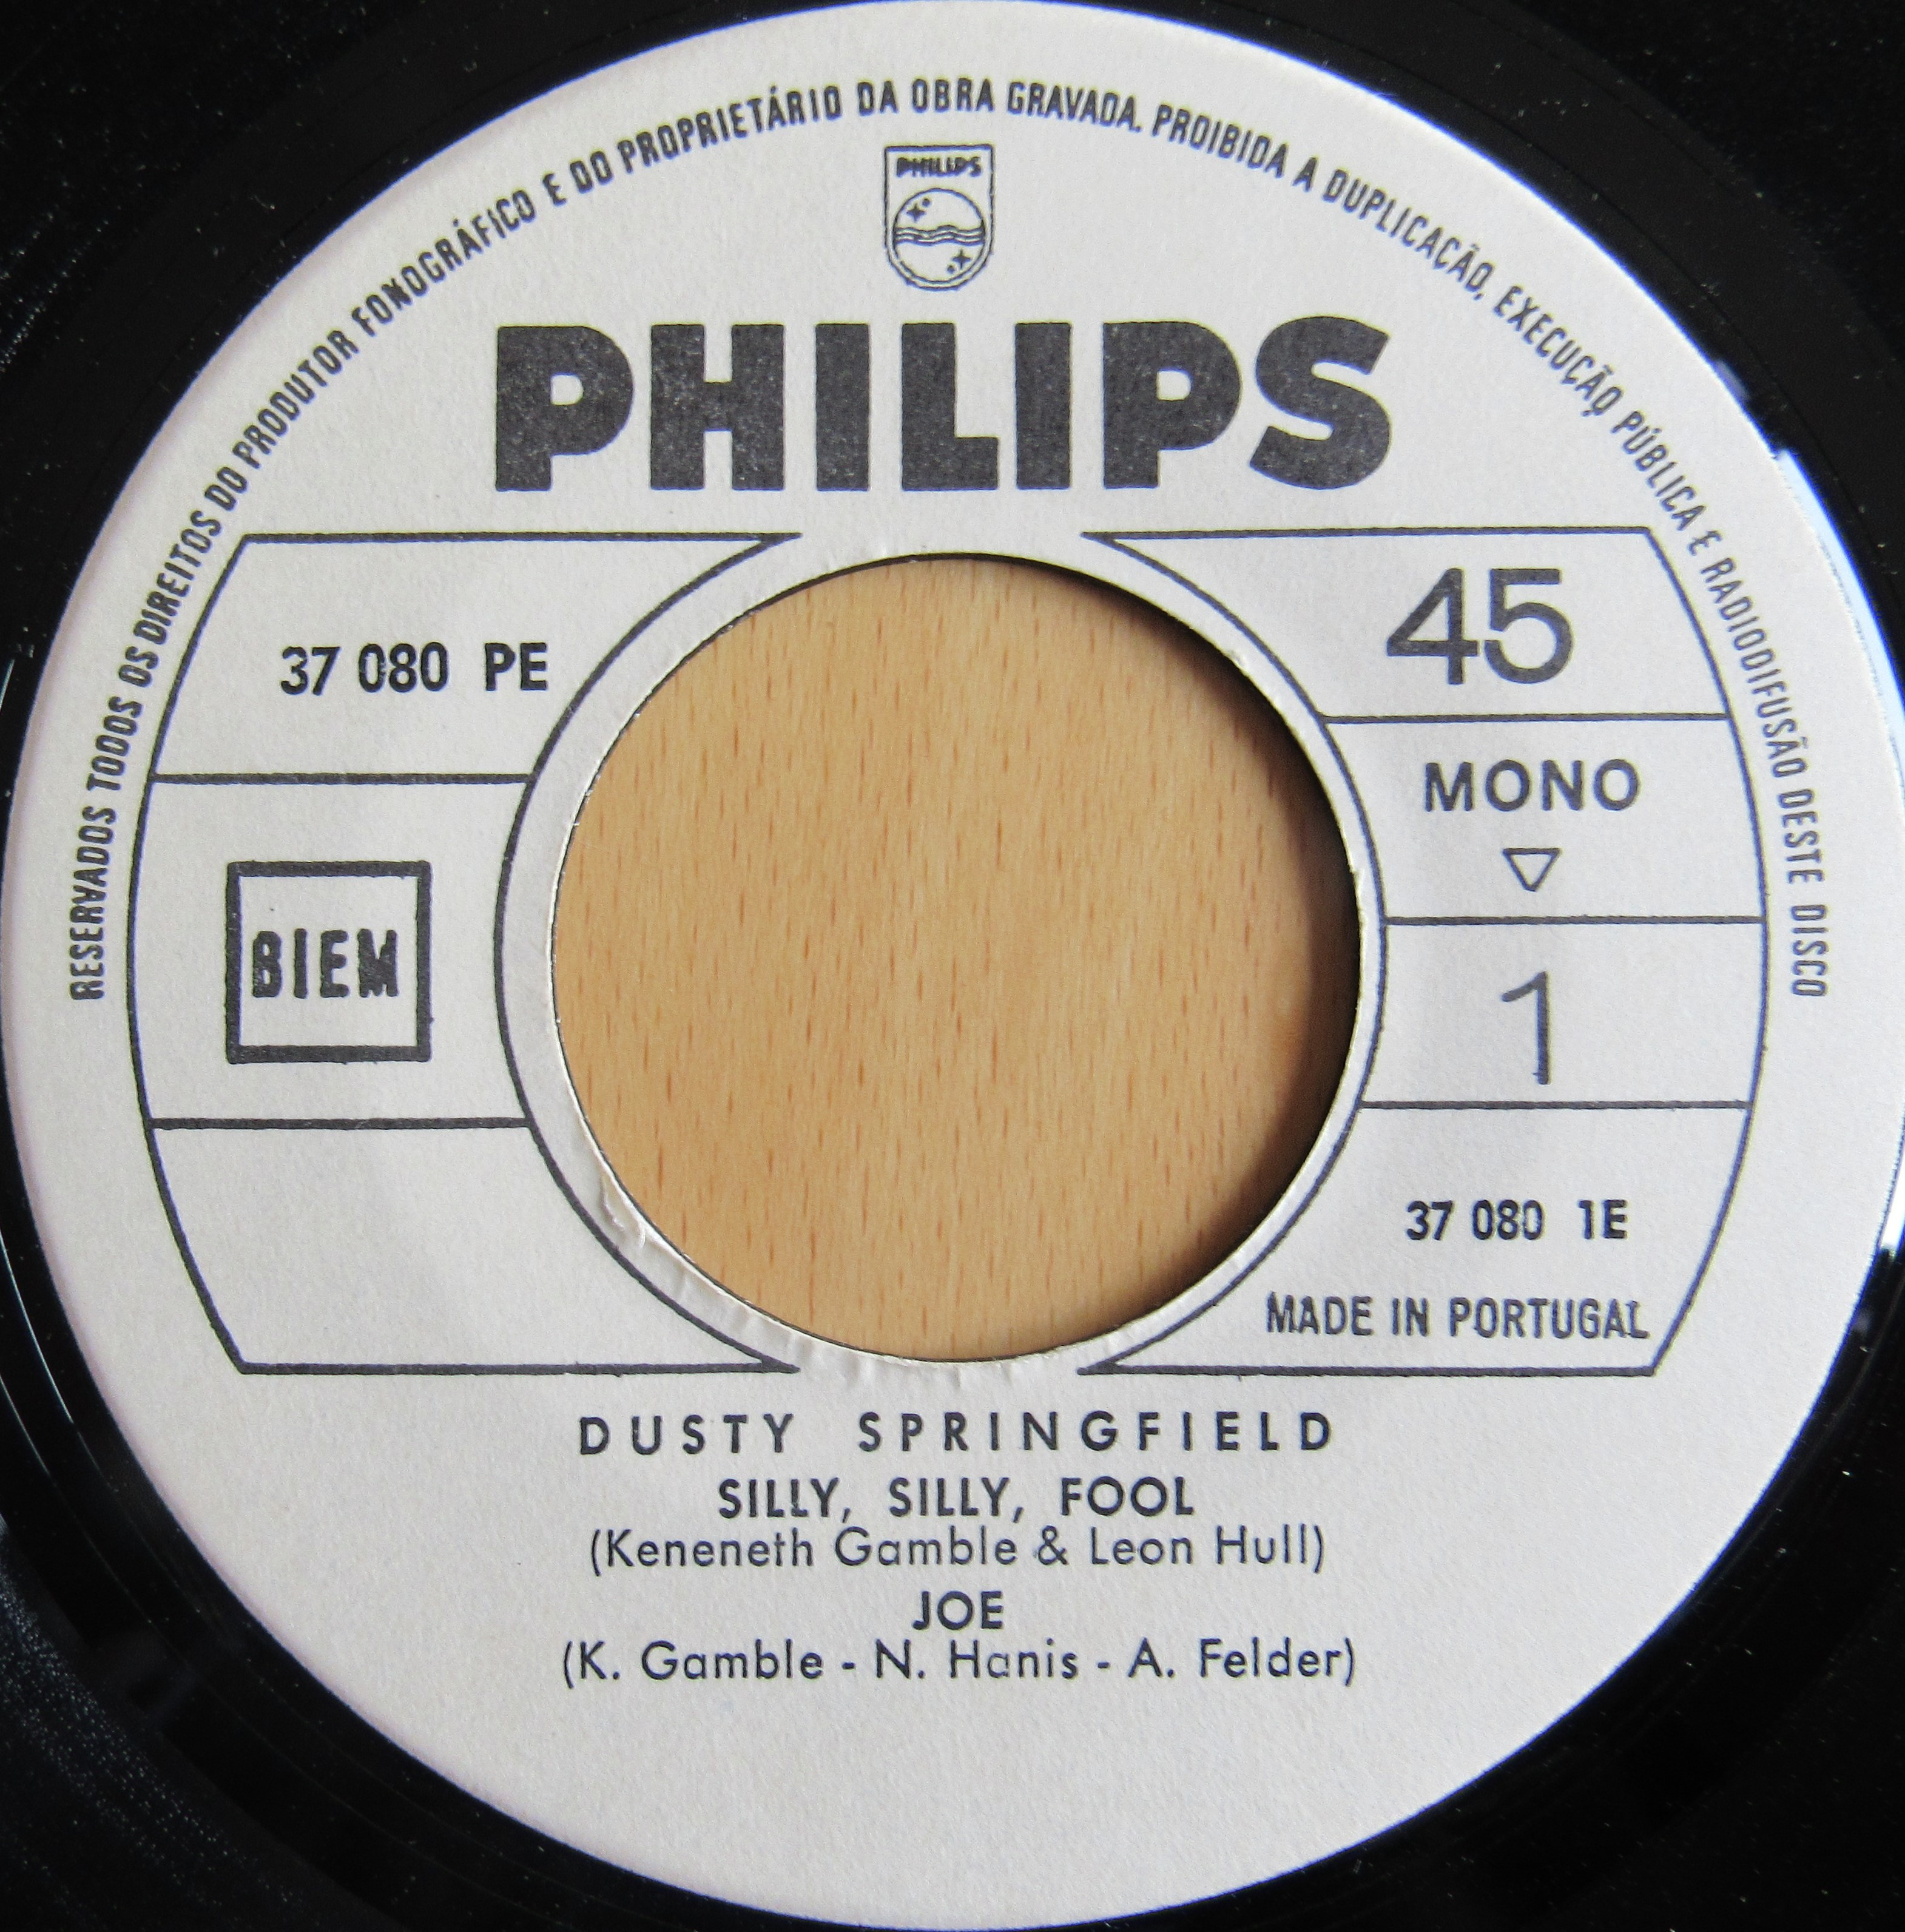 RESERVADOS TODOS OS DIREITOS DO PRODUTOR FONOGRÁFICO E DO PROPRIETÁRIO DA OBRA GRAVADA. PROIBIDA A DUPLICAÇÃO, EXECUÇÃO PÚBLICA E RADIODIFUSÃO DESTE DISCO
PHILIPS
PHILIPS
37 080 PE
BIEM
45
MONO
1
37 080 1E
MADE IN PORTUGAL
DUSTY SPRINGFIELD
SILLY, SILLY, FOOL
(Keneneth Gamble & Leon Hull)
JOE
(K. Gamble - N. Hanis - A. Felder)